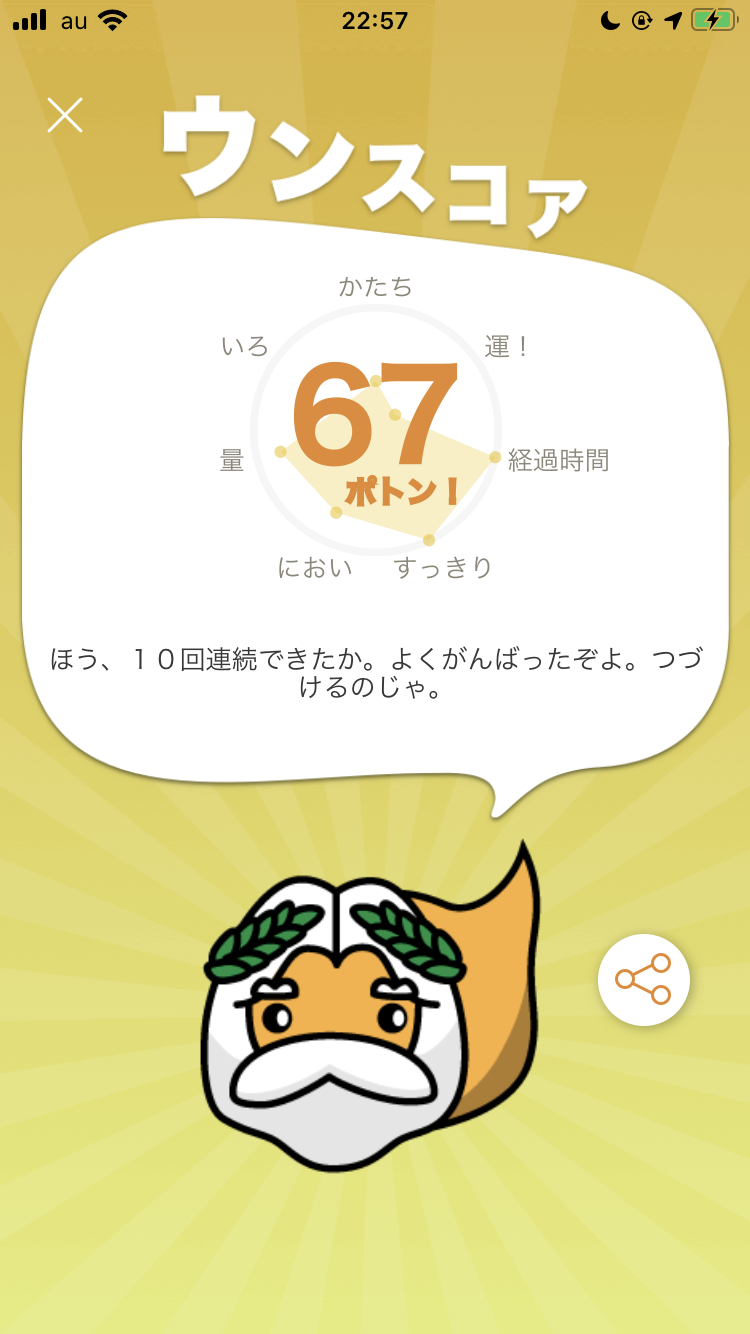 au
22:57
ウンスコア
かたち
いろ
運！
67
量
経過時間
ポトン！
におい
すっきり
ほう、１０回連続できたか。よくがんばったぞよ。つづ
けるのじゃ。